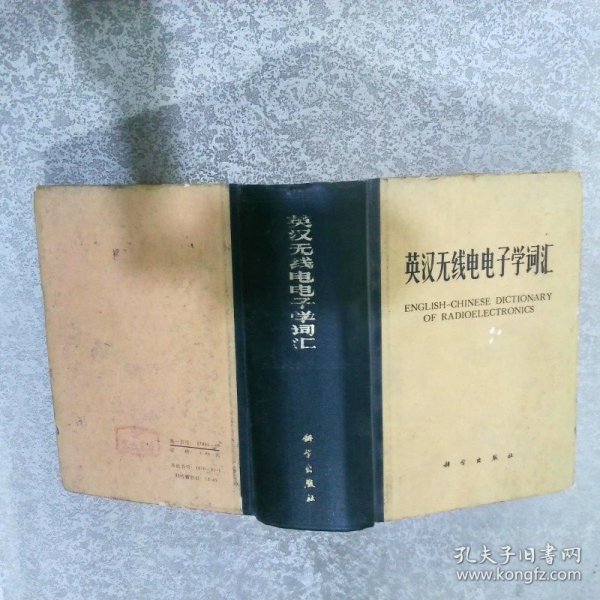 英汉无线电电子学词汇
ENGLISH-CHINESE DICTIONARY
OF RADIOELECTRONICS
科学出版社
英汉无线电电子学词汇
科学出版社
孔夫子旧书网
www.kongfz.com